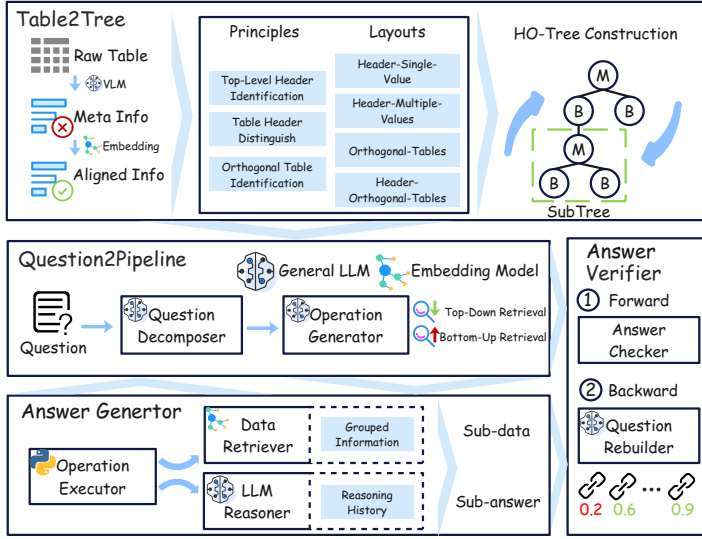 Table2Tree
Raw Table
VLM
Meta Info
Embedding
Aligned Info
Principles
Top-Level Header
Identification
Table Header
Distinguish
Orthogonal Table
Identification
Layouts
Header-Single-
Value
Header-Multiple-
Values
Orthogonal-Tables
Header-
Orthogonal-Tables
HO-Tree Construction
M
B
B
M
B
B
SubTree
Question2Pipeline
General LLM
Embedding Model
Question
Question
Decomposer
Operation
Generator
Top-Down Retrieval
Bottom-Up Retrieval
Answer Genertor
Operation
Executor
Data
Retriever
Grouped
Information
LLM
Reasoner
Reasoning
History
Sub-data
Sub-answer
Answer
Verifier
1 Forward
Answer
Checker
2 Backward
Question
Rebuilder
...
0.2 0.6 0.9